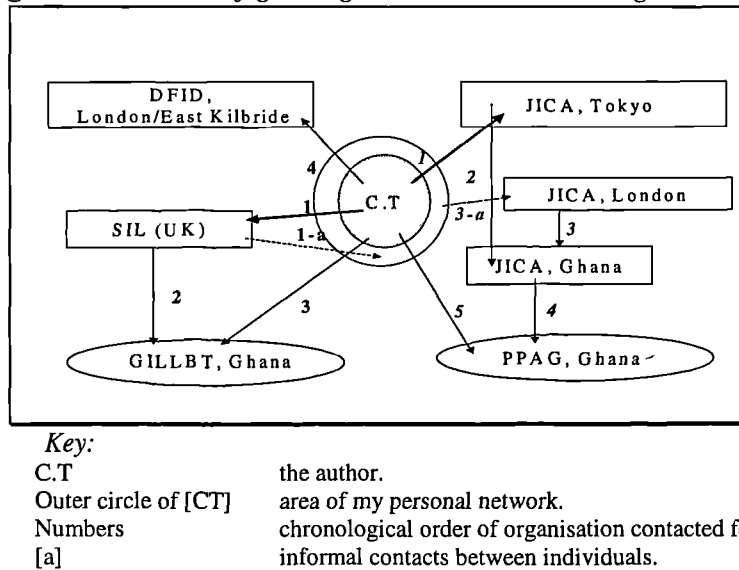 DFID,
London/East Kilbride
JICA, Tokyo
4
1
2
C.T
JICA, London
1
3-a
SIL (UK)
1-a
3
JICA, Ghana
2
3
5
4
GILLBT, Ghana
PPAG, Ghana
Key:
C.T the author.
Outer circle of [CT] area of my personal network.
Numbers chronological order of organisation contacted
[a] informal contacts between individuals.